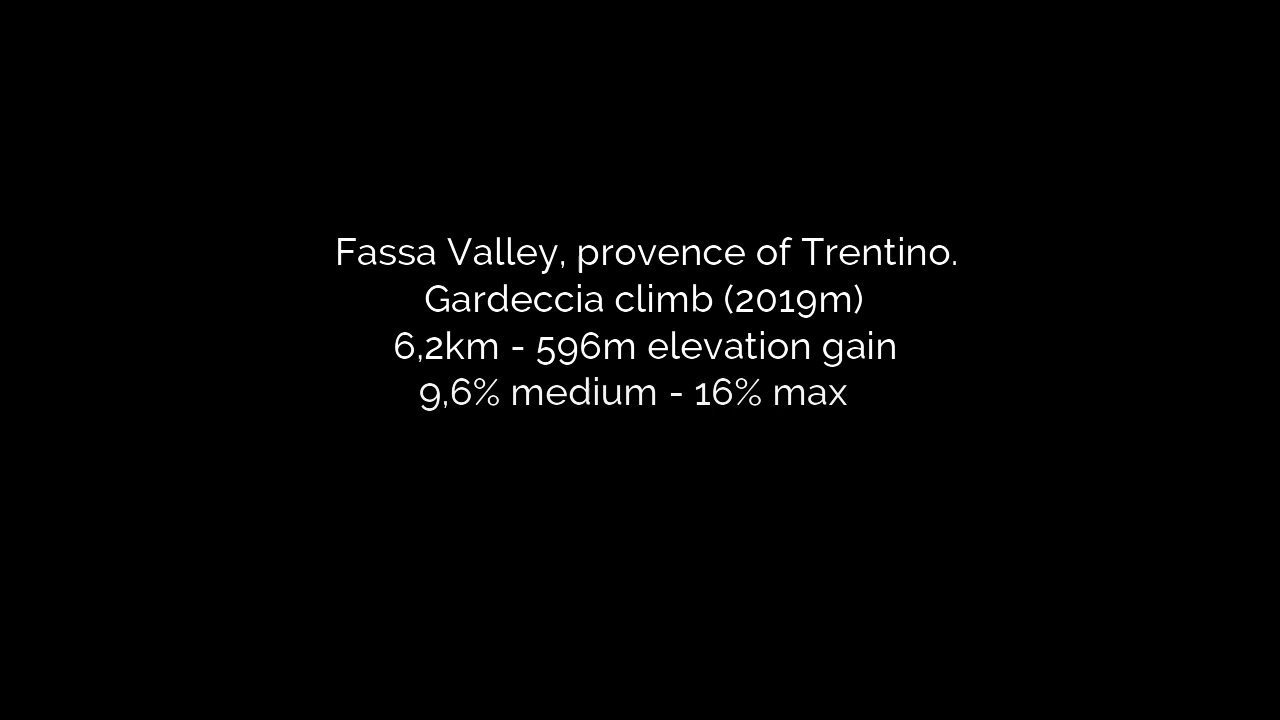 Fassa Valley, provence of Trentino.
Gardeccia climb (2019m)
6,2km - 596m elevation gain
9,6% medium - 16% max